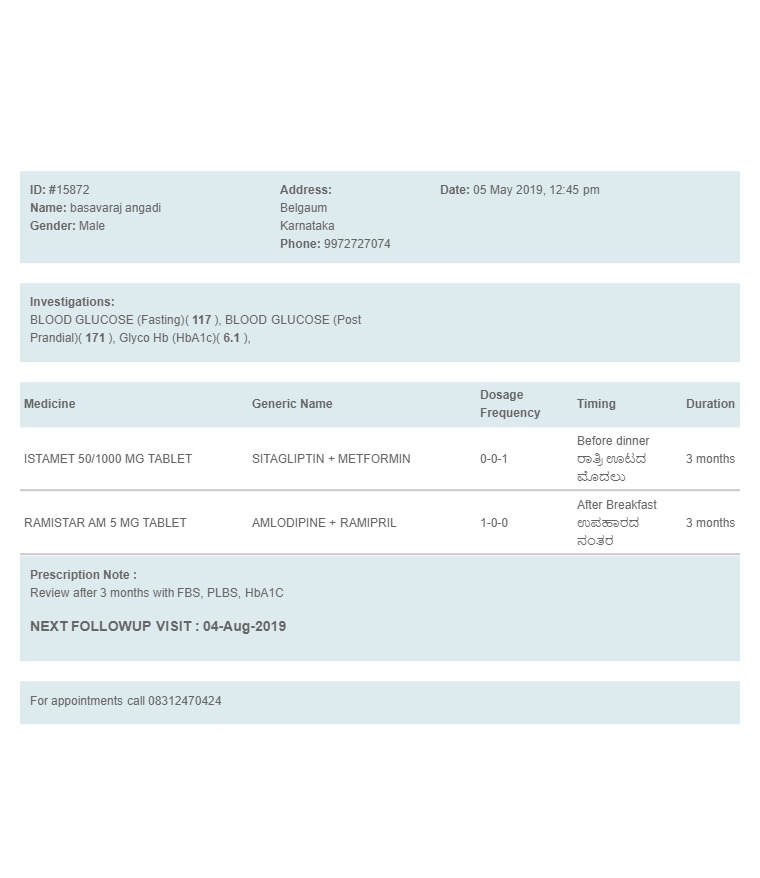 ID: #15872
Name: basavaraj angadi
Gender: Male
Address:
Belgaum
Karnataka
Phone: 9972727074
Date: 05 May 2019, 12:45 pm
Investigations:
BLOOD GLUCOSE (Fasting)( 117 ), BLOOD GLUCOSE (Post
Prandial)( 171 ), Glyco Hb (HbA1c)( 6.1 ),
Medicine Generic Name Dosage Frequency Timing Duration
ISTAMET 50/1000 MG TABLET SITAGLIPTIN + METFORMIN 0-0-1 Before dinner 3 months
ರಾತ್ರಿ ಊಟದ
ಮೊದಲು
RAMISTAR AM 5 MG TABLET AMLODIPINE + RAMIPRIL 1-0-0 After Breakfast 3 months
ಉಪಹಾರದ
ನಂತರ
Prescription Note :
Review after 3 months with FBS, PLBS, HbA1C
NEXT FOLLOWUP VISIT : 04-Aug-2019
For appointments call 08312470424